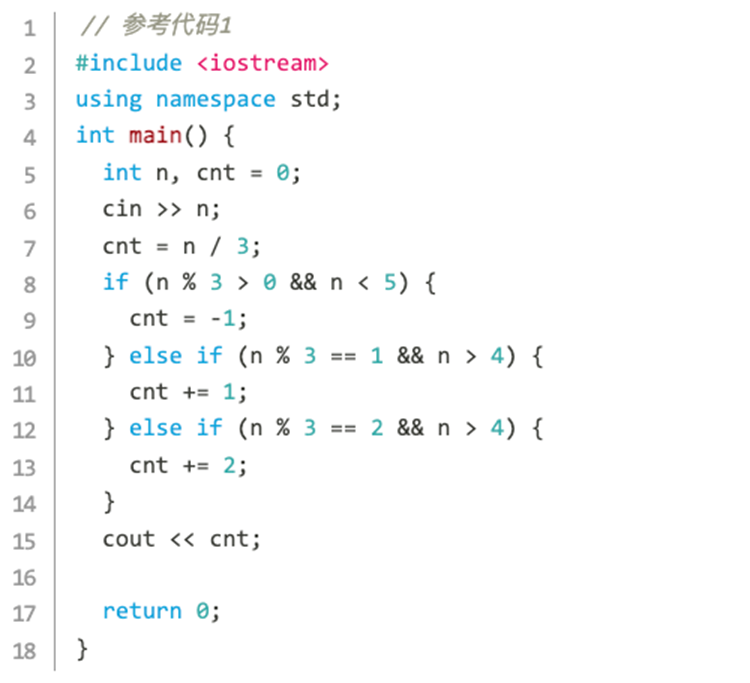 1 // 参考代码1
2 #include <iostream>
3 using namespace std;
4 int main() {
5   int n, cnt = 0;
6   cin >> n;
7   cnt = n / 3;
8   if (n % 3 > 0 && n < 5) {
9     cnt = -1;
10   } else if (n % 3 == 1 && n > 4) {
11     cnt += 1;
12   } else if (n % 3 == 2 && n > 4) {
13     cnt += 2;
14   }
15   cout << cnt;
16
17   return 0;
18 }